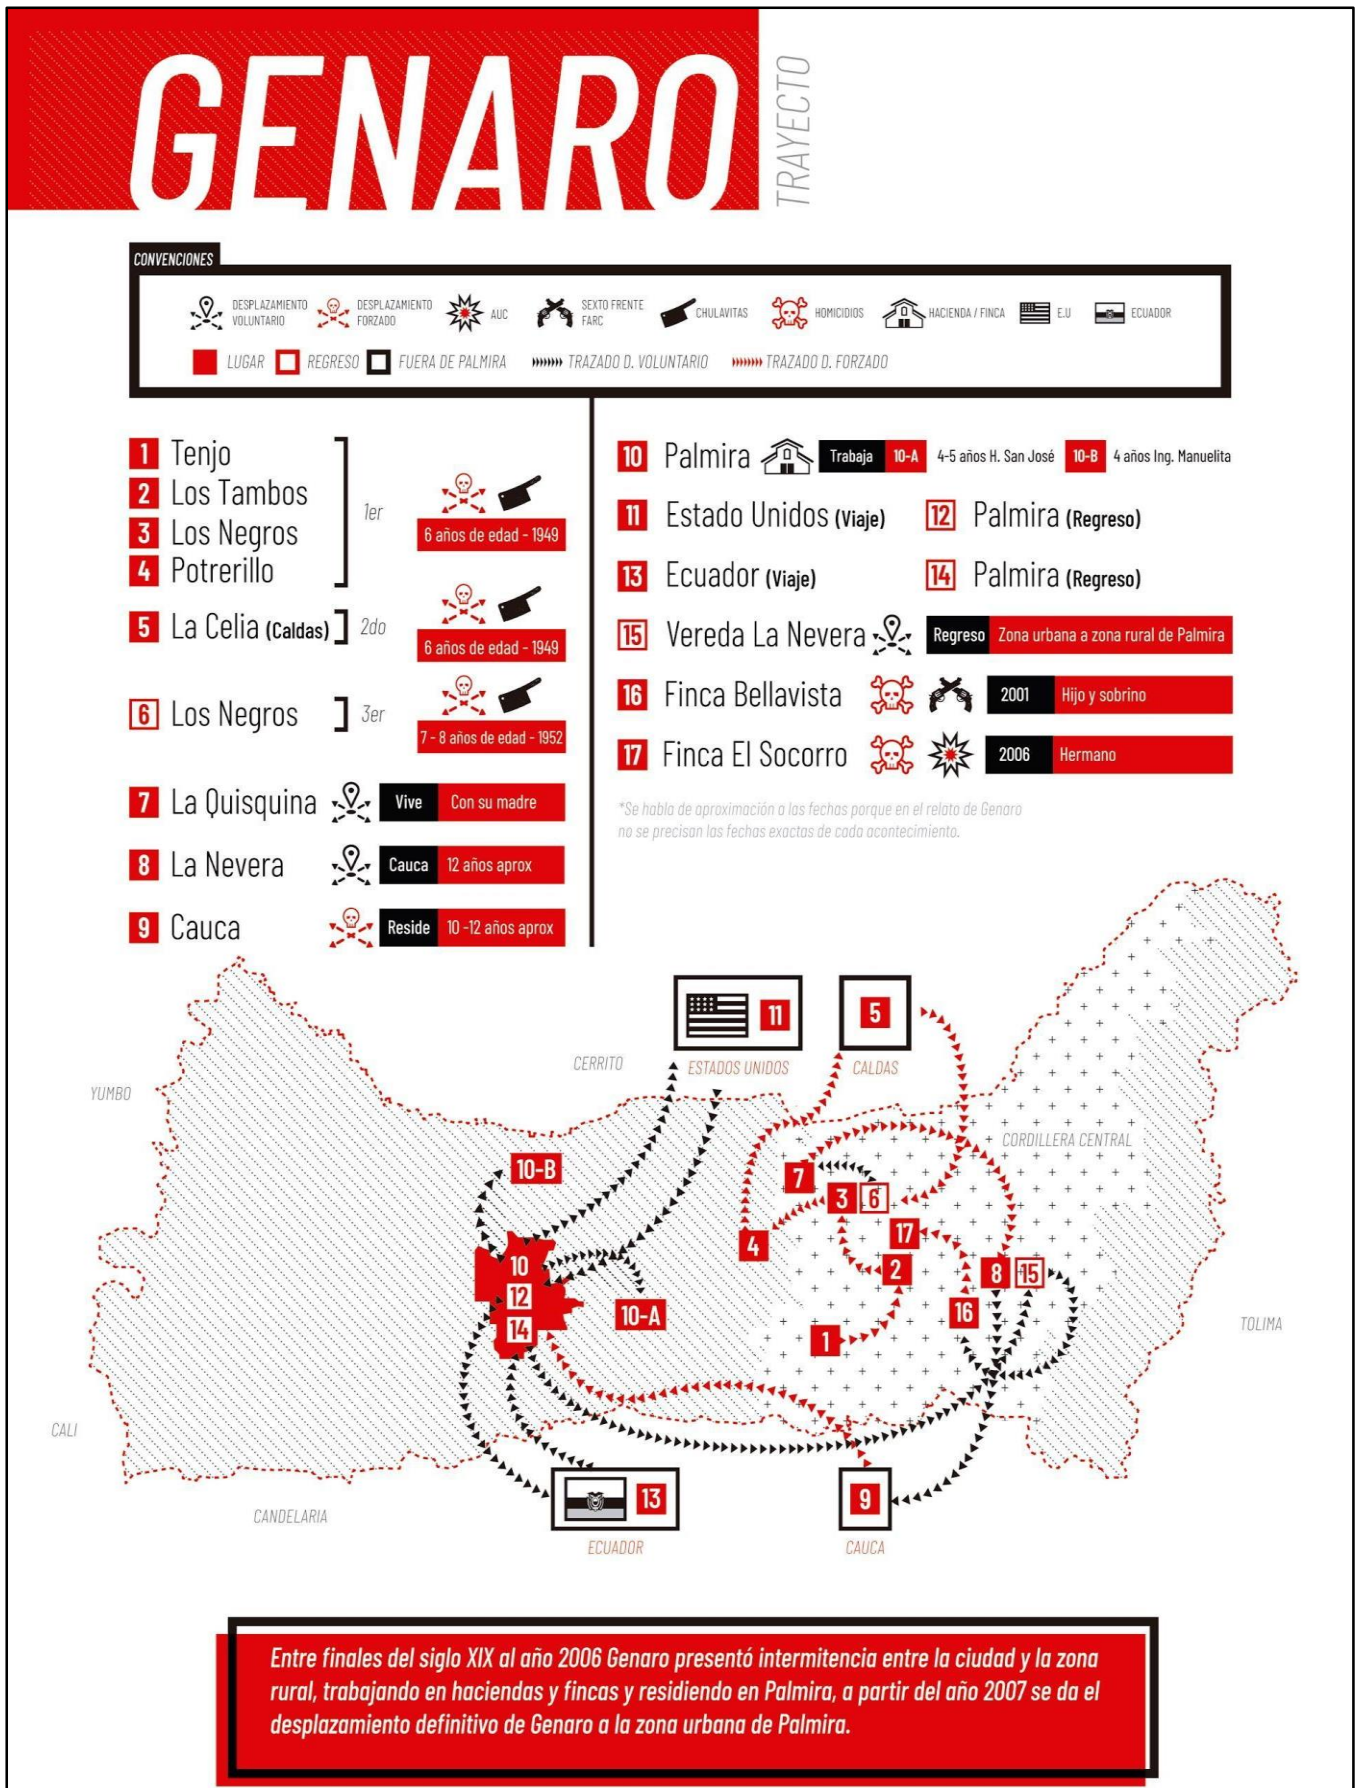 GENARO
TRAYECTO
CONVENCIONES
DESPLAZAMIENTO
VOLUNTARIO
DESPLAZAMIENTO
FORZADO
AUC
SEXTO FRENTE
FARC
CHULAVITAS
HOMICIDIOS
HACIENDA / FINCA
E.U
ECUADOR
LUGAR
REGRESO
FUERA DE PALMIRA
TRAZADO D. VOLUNTARIO
TRAZADO D. FORZADO
1 Tenjo
2 Los Tambos
3 Los Negros
4 Potrerillo
1er
6 años de edad - 1949
5 La Celia (Caldas)
2do
6 años de edad - 1949
6 Los Negros
3er
7 - 8 años de edad - 1952
7 La Quisquina
Vive Con su madre
8 La Nevera
Cauca 12 años aprox
9 Cauca
Reside 10 -12 años aprox
10 Palmira
Trabaja 10-A 4-5 años H. San José 10-B 4 años Ing. Manuelita
11 Estado Unidos (Viaje)
12 Palmira (Regreso)
13 Ecuador (Viaje)
14 Palmira (Regreso)
15 Vereda La Nevera
Regreso Zona urbana a zona rural de Palmira
16 Finca Bellavista
2001 Hijo y sobrino
17 Finca El Socorro
2006 Hermano
*Se habla de aproximación a las fechas porque en el relato de Genaro
no se precisan las fechas exactas de cada acontecimiento.
11
5
CERRITO
ESTADOS UNIDOS
CALDAS
YUMBO
CORDILLERA CENTRAL
10-B
7
3
6
17
4
10
2
8
15
12
10-A
16
14
1
TOLIMA
CALI
13
9
CANDELARIA
ECUADOR
CAUCA
Entre finales del siglo XIX al año 2006 Genaro presentó intermitencia entre la ciudad y la zona
rural, trabajando en haciendas y fincas y residiendo en Palmira, a partir del año 2007 se da el
desplazamiento definitivo de Genaro a la zona urbana de Palmira.